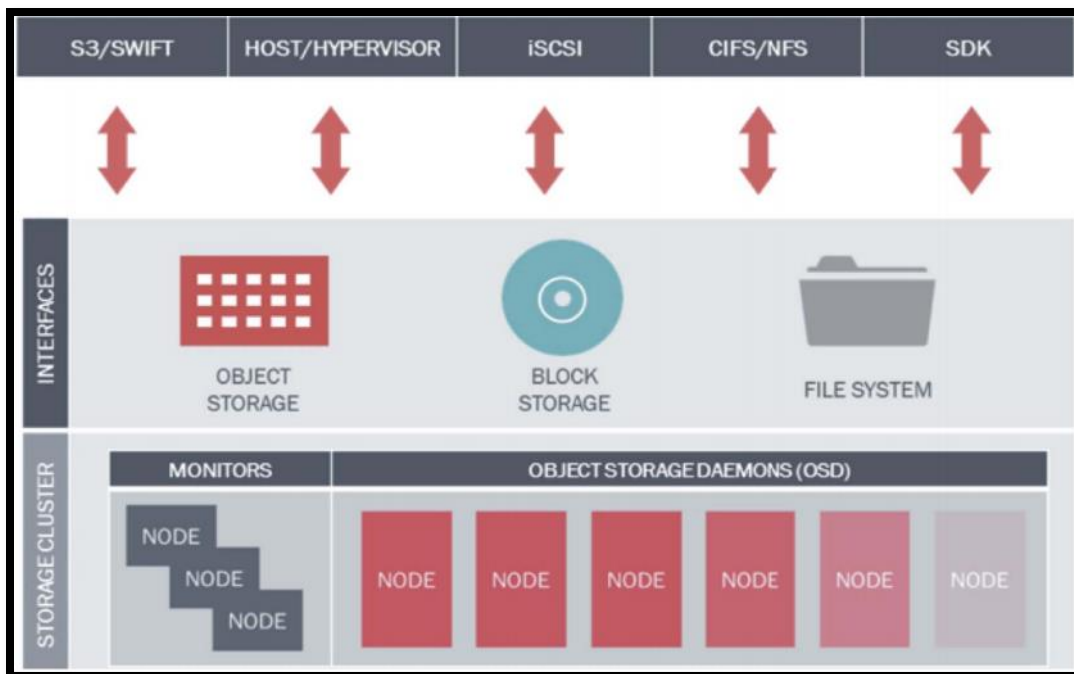 S3/SWIFT
HOST/HYPERVISOR
iSCSI
CIFS/NFS
SDK
INTERFACES
OBJECT
STORAGE
BLOCK
STORAGE
FILE SYSTEM
STORAGE CLUSTER
MONITORS
OBJECT STORAGE DAEMONS (OSD)
NODE
NODE
NODE
NODE
NODE
NODE
NODE
NODE
NODE